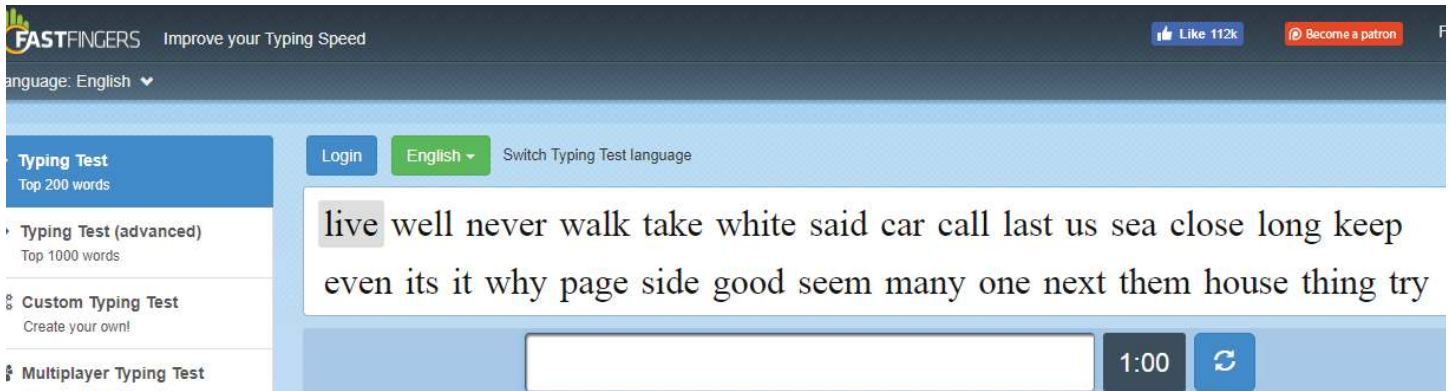 FASTFINGERS Improve your Typing Speed Like 112k Become a patron F
anguage: English
Login English Switch Typing Test language
Typing Test
Top 200 words
live well never walk take white said car call last us sea close long keep
even its it why page side good seem many one next them house thing try
Typing Test (advanced)
Top 1000 words
Custom Typing Test
Create your own!
Multiplayer Typing Test
1:00